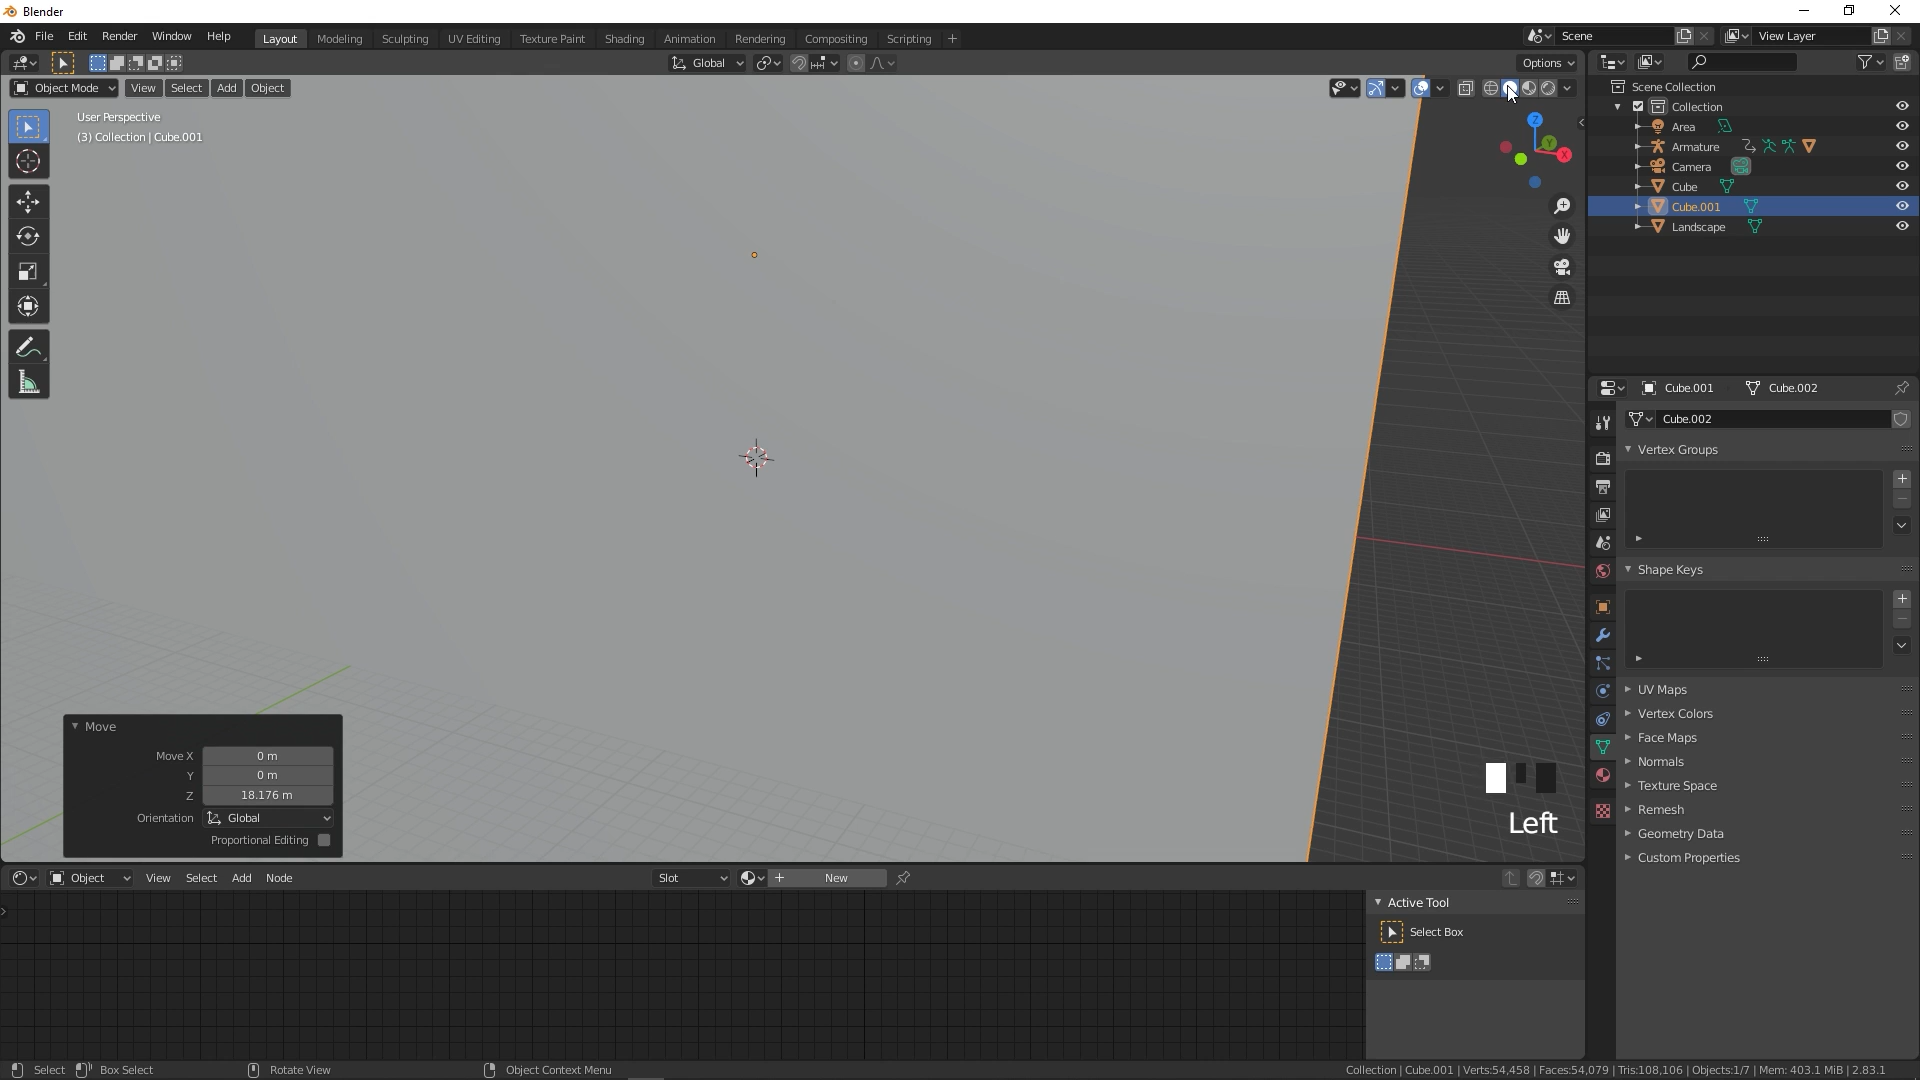 Blender
File Edit Render Window Help Layout Modeling Sculpting UV Editing Texture Paint Shading Animation Rendering Compositing Scripting + Scene View Layer
Global Options
Object Mode View Select Add Object
User Perspective
(3) Collection | Cube.001
Z
Y
X
Scene Collection
Collection
Area
Armature
Camera
Cube
Cube.001
Landscape
Cube.001 Cube.002
Cube.002
Vertex Groups
Shape Keys
UV Maps
Vertex Colors
Face Maps
Normals
Texture Space
Remesh
Geometry Data
Custom Properties
Move
Move X 0 m
Y 0 m
Z 18.176 m
Orientation Global
Proportional Editing
Left
Object View Select Add Node Slot New
Active Tool
Select Box
Select Box Select Rotate View Object Context Menu Collection | Cube.001 | Verts:54,458 | Faces:54,079 | Tris:108,106 | Objects:1/7 | Mem: 403.1 MiB | 2.83.1